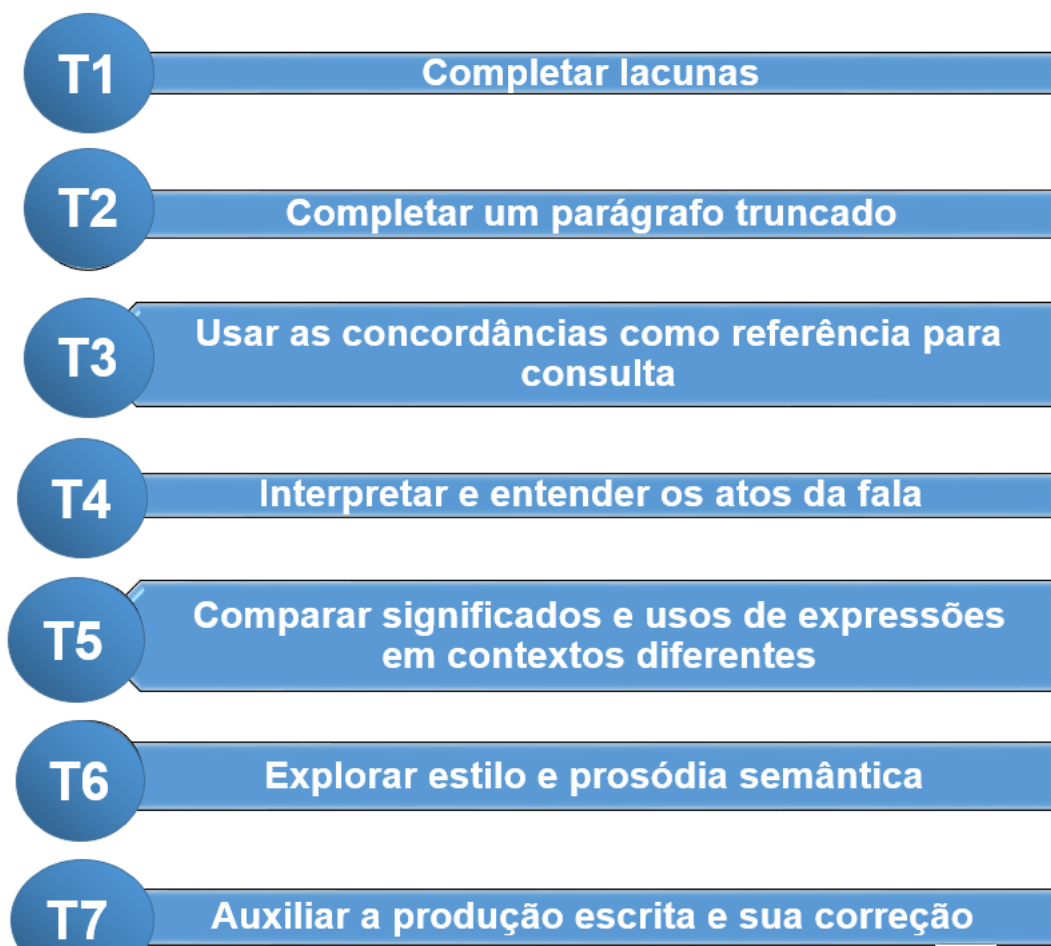 T1
Completar lacunas
T2
Completar um parágrafo truncado
T3
Usar as concordâncias como referência para
consulta
T4
Interpretar e entender os atos da fala
T5
Comparar significados e usos de expressões
em contextos diferentes
T6
Explorar estilo e prosódia semântica
T7
Auxiliar a produção escrita e sua correção